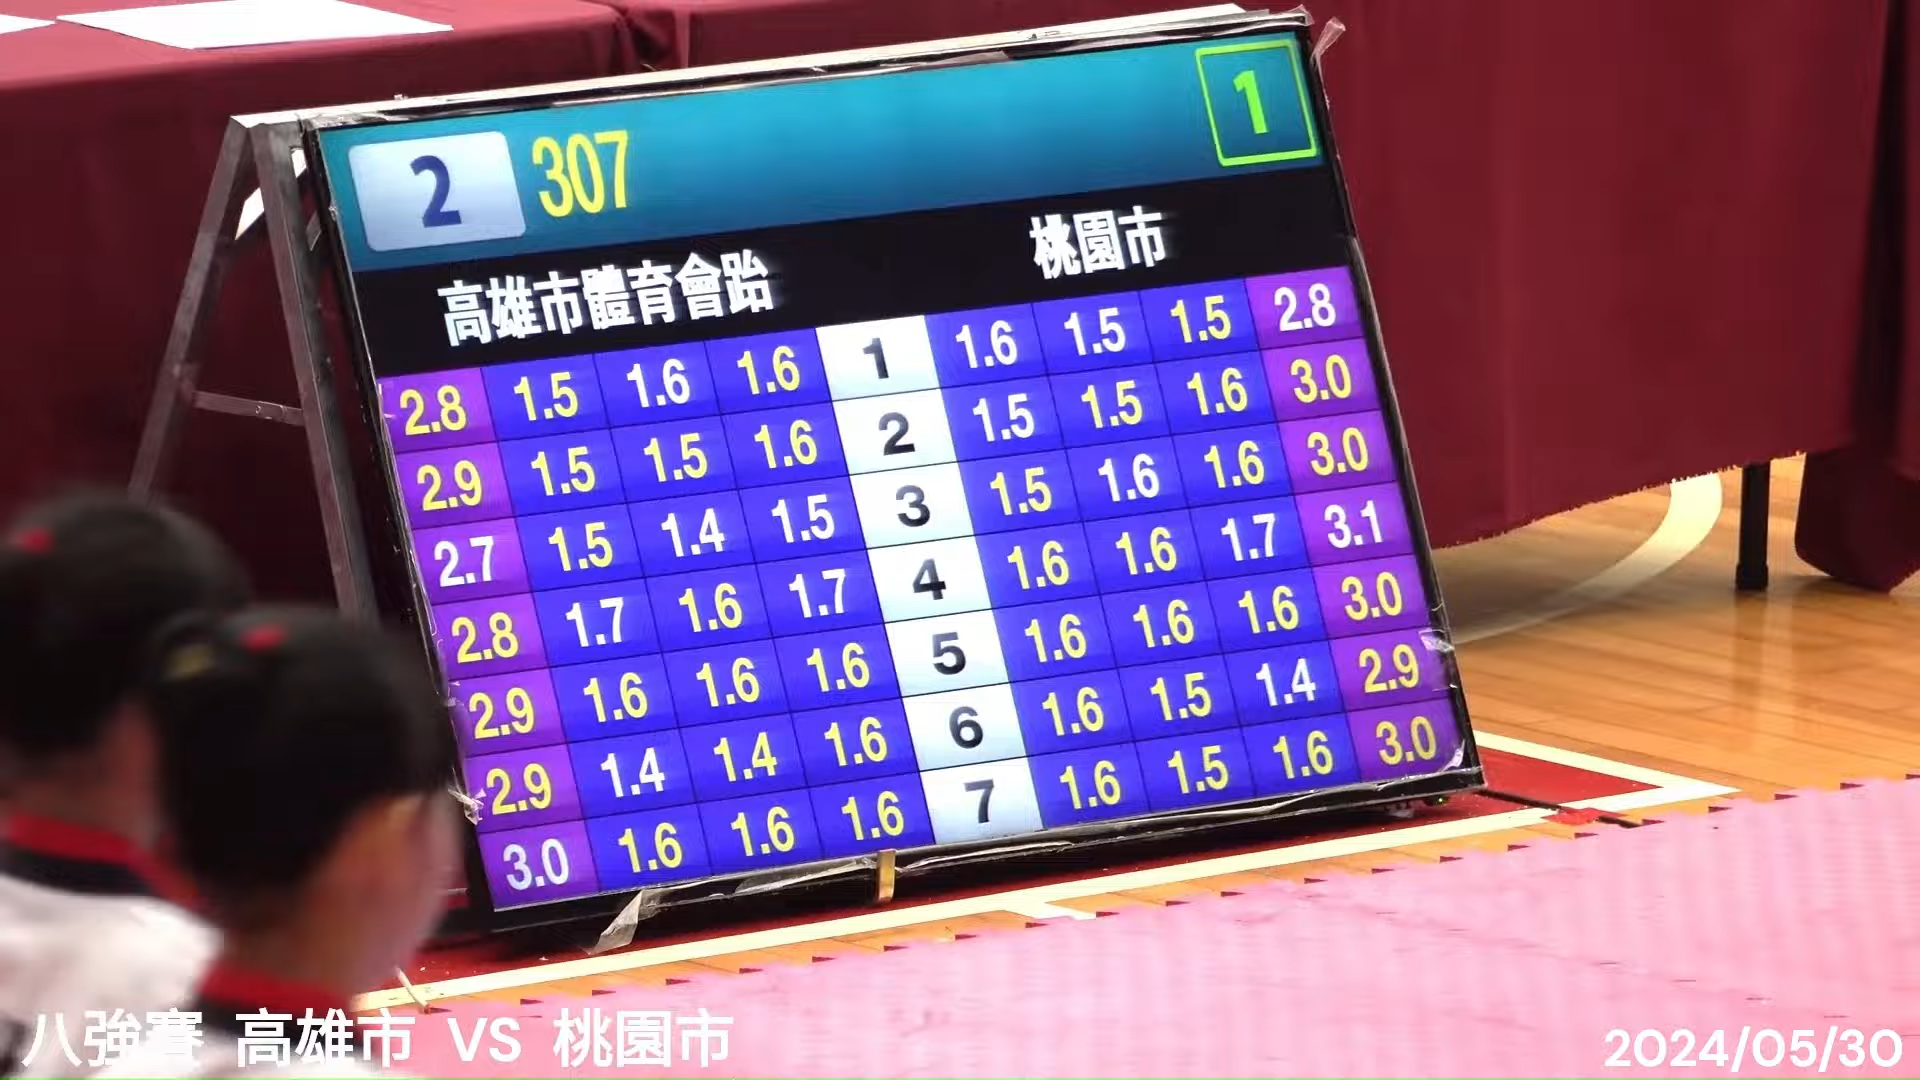 2 307 1
高雄市體育會跆 桃園市
2.8 1.5 1.6 1.6 1 1.6 1.5 1.5 2.8
2.9 1.5 1.5 1.6 2 1.5 1.5 1.6 3.0
2.7 1.5 1.4 1.5 3 1.5 1.6 1.6 3.0
2.8 1.7 1.6 1.7 4 1.6 1.6 1.7 3.1
2.9 1.6 1.6 1.6 5 1.6 1.6 1.6 3.0
2.9 1.4 1.4 1.6 6 1.6 1.5 1.4 2.9
3.0 1.6 1.6 1.6 7 1.6 1.5 1.6 3.0
八強賽 高雄市 VS 桃園市
2024/05/30